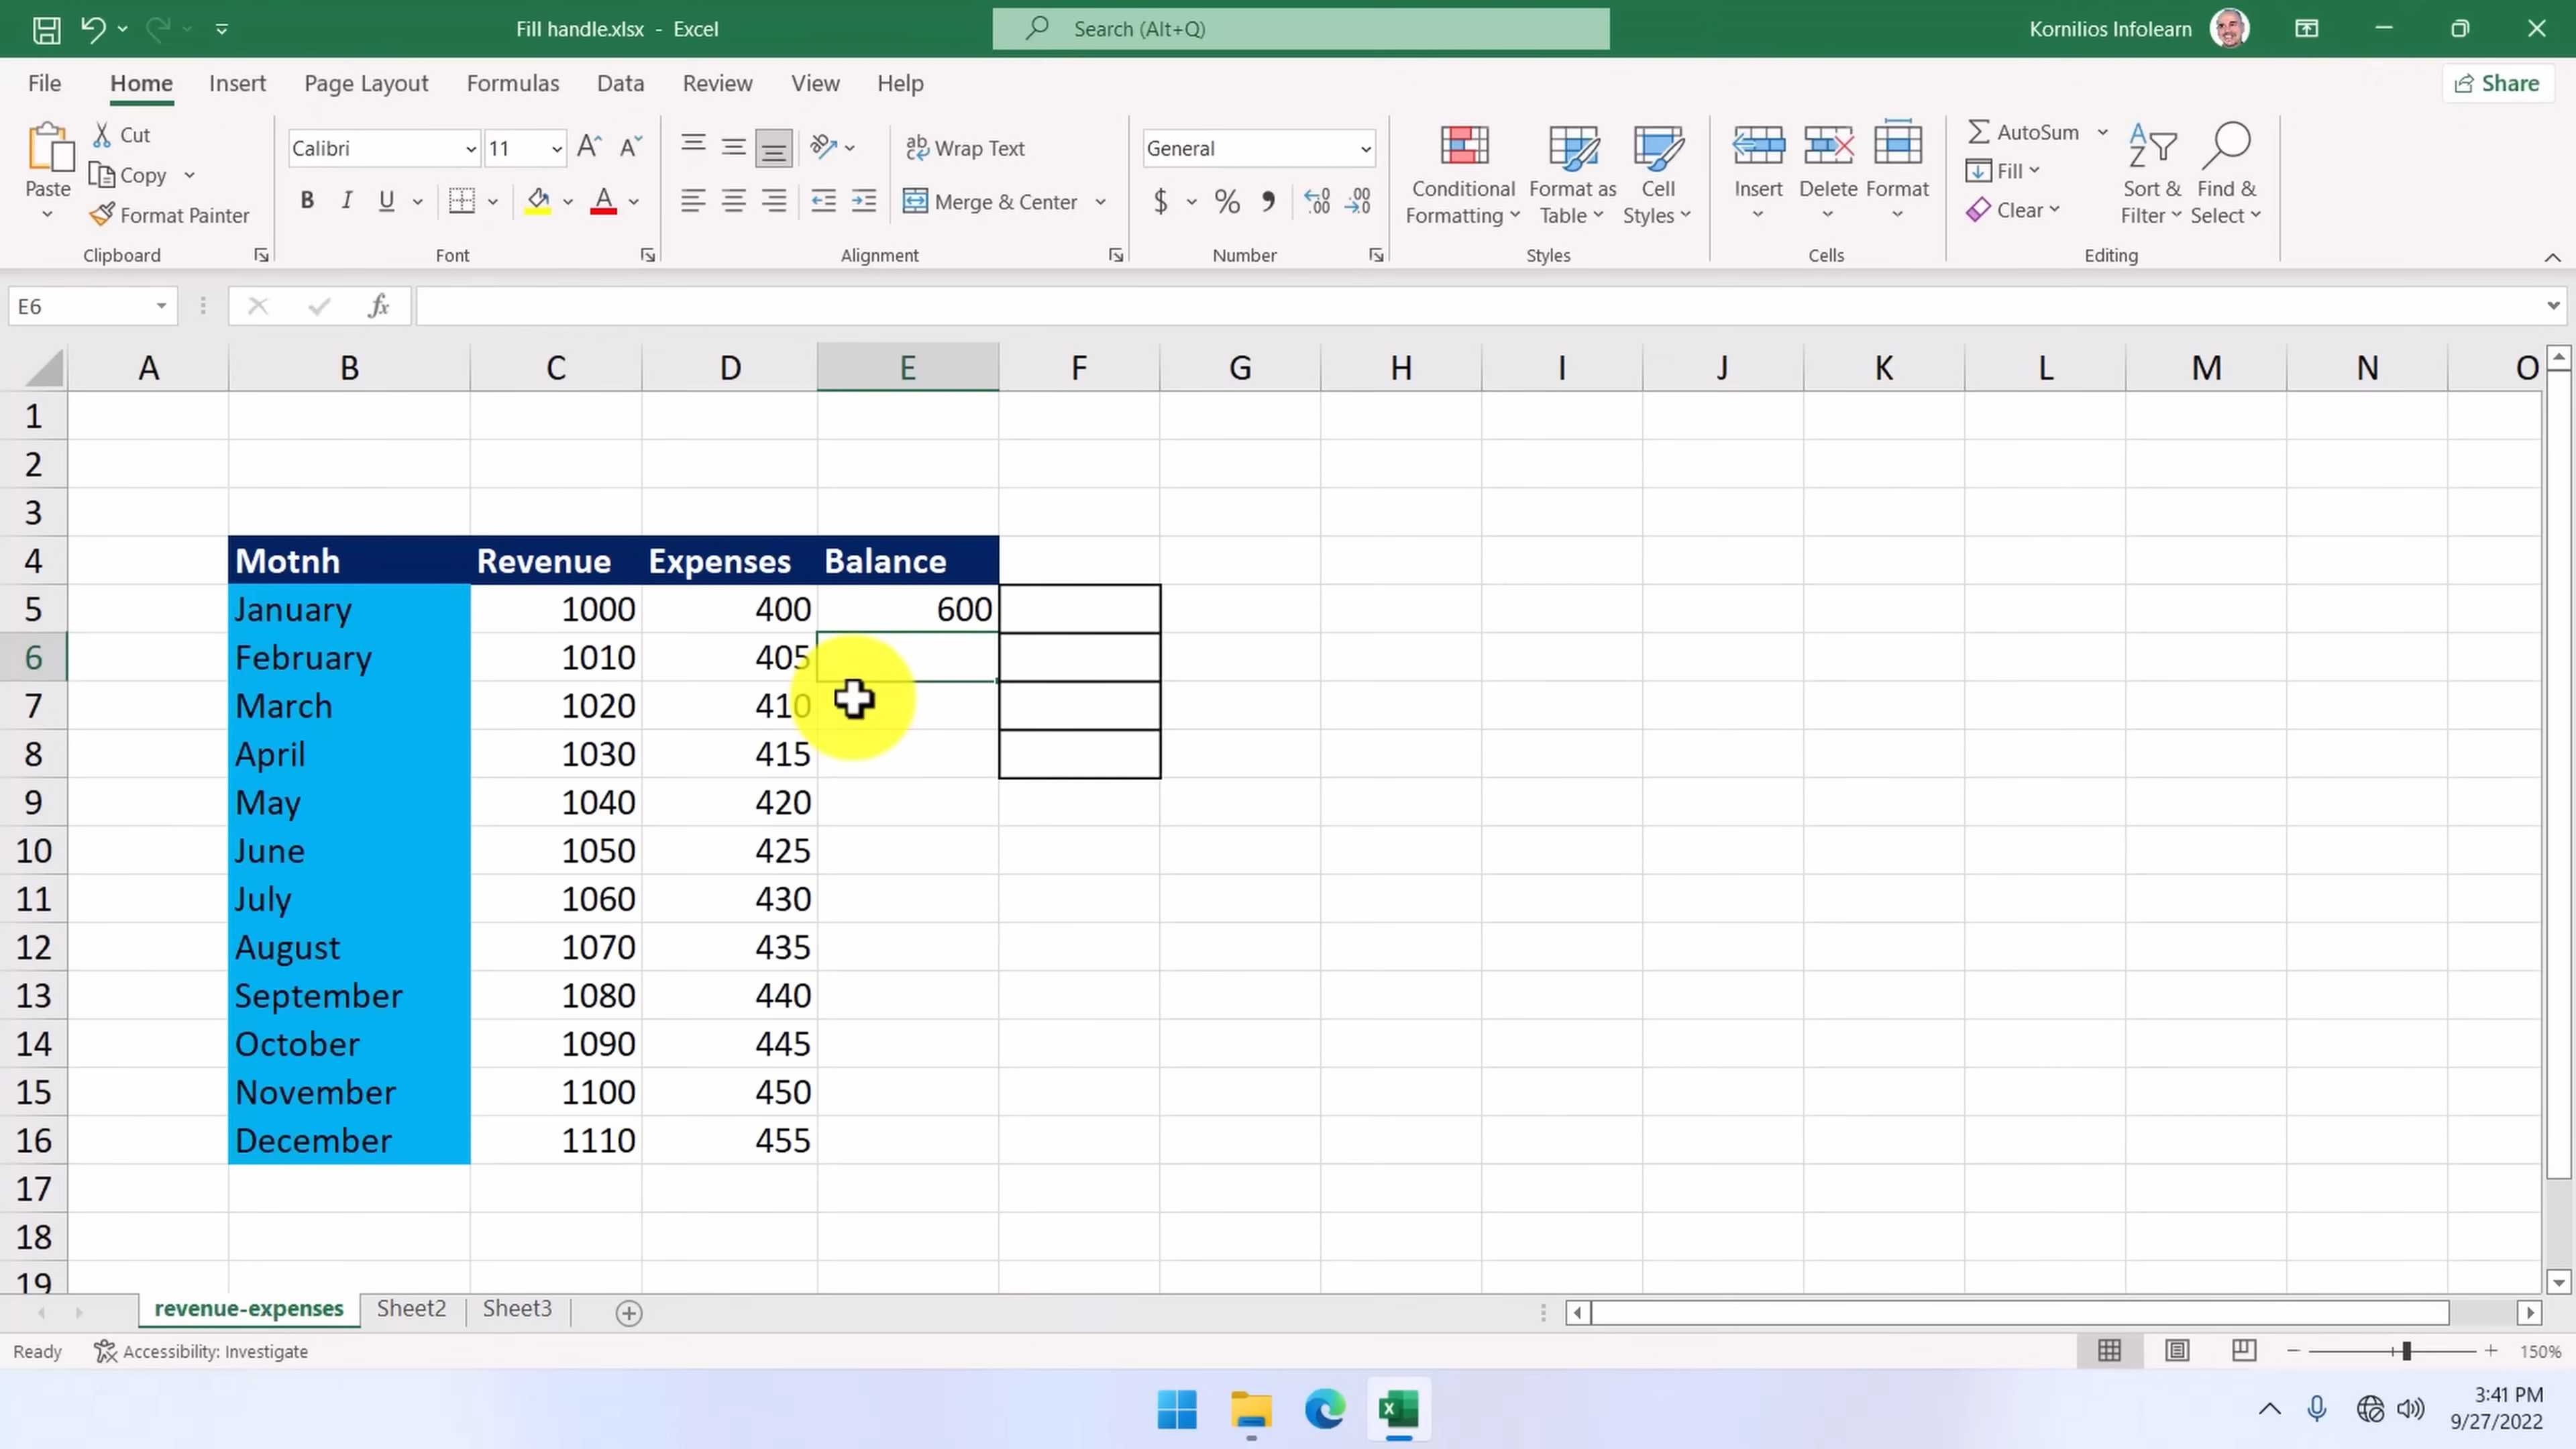 Fill handle.xlsx - Excel
Search (Alt+Q)
Kornilios Infolearn
File Home Insert Page Layout Formulas Data Review View Help
Share
Paste
Cut
Copy
Format Painter
Clipboard
Calibri 11
B I U
Font
Wrap Text
Merge & Center
Alignment
General
$ % ,
Number
Conditional Formatting
Format as Table
Cell Styles
Styles
Insert Delete Format
Cells
AutoSum
Fill
Clear
Sort & Filter
Find & Select
Editing
E6
fx
A B C D E F G H I J K L M N O
1
2
3
4 Motnh Revenue Expenses Balance
5 January 1000 400 600
6 February 1010 405
7 March 1020 410
8 April 1030 415
9 May 1040 420
10 June 1050 425
11 July 1060 430
12 August 1070 435
13 September 1080 440
14 October 1090 445
15 November 1100 450
16 December 1110 455
17
18
19
revenue-expenses Sheet2 Sheet3
Ready Accessibility: Investigate
150%
3:41 PM
9/27/2022